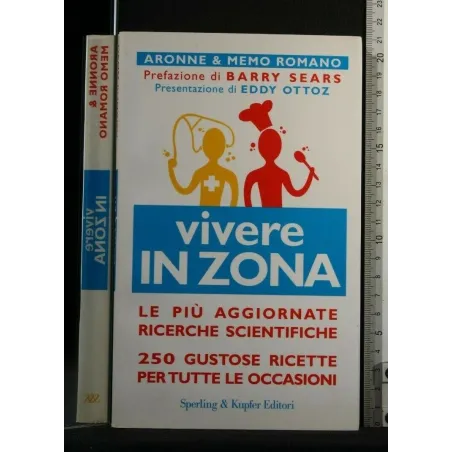 ARONNE & MEMO ROMANO
Prefazione di BARRY SEARS
Presentazione di EDDY OTTOZ
vivere
IN ZONA
LE PIÙ AGGIORNATE
RICERCHE SCIENTIFICHE
250 GUSTOSE RICETTE
PER TUTTE LE OCCASIONI
Sperling & Kupfer Editori
ARONNE &
MEMO ROMANO
vivere
IN ZONA